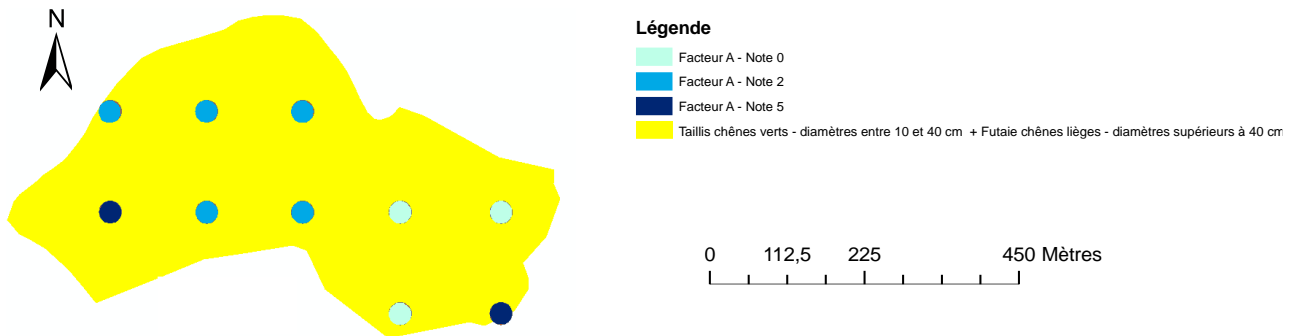 N
Légende
Facteur A - Note 0
Facteur A - Note 2
Facteur A - Note 5
Taillis chênes verts - diamètres entre 10 et 40 cm + Futaie chênes lièges - diamètres supérieurs à 40 cm
0 112,5 225 450 Mètres